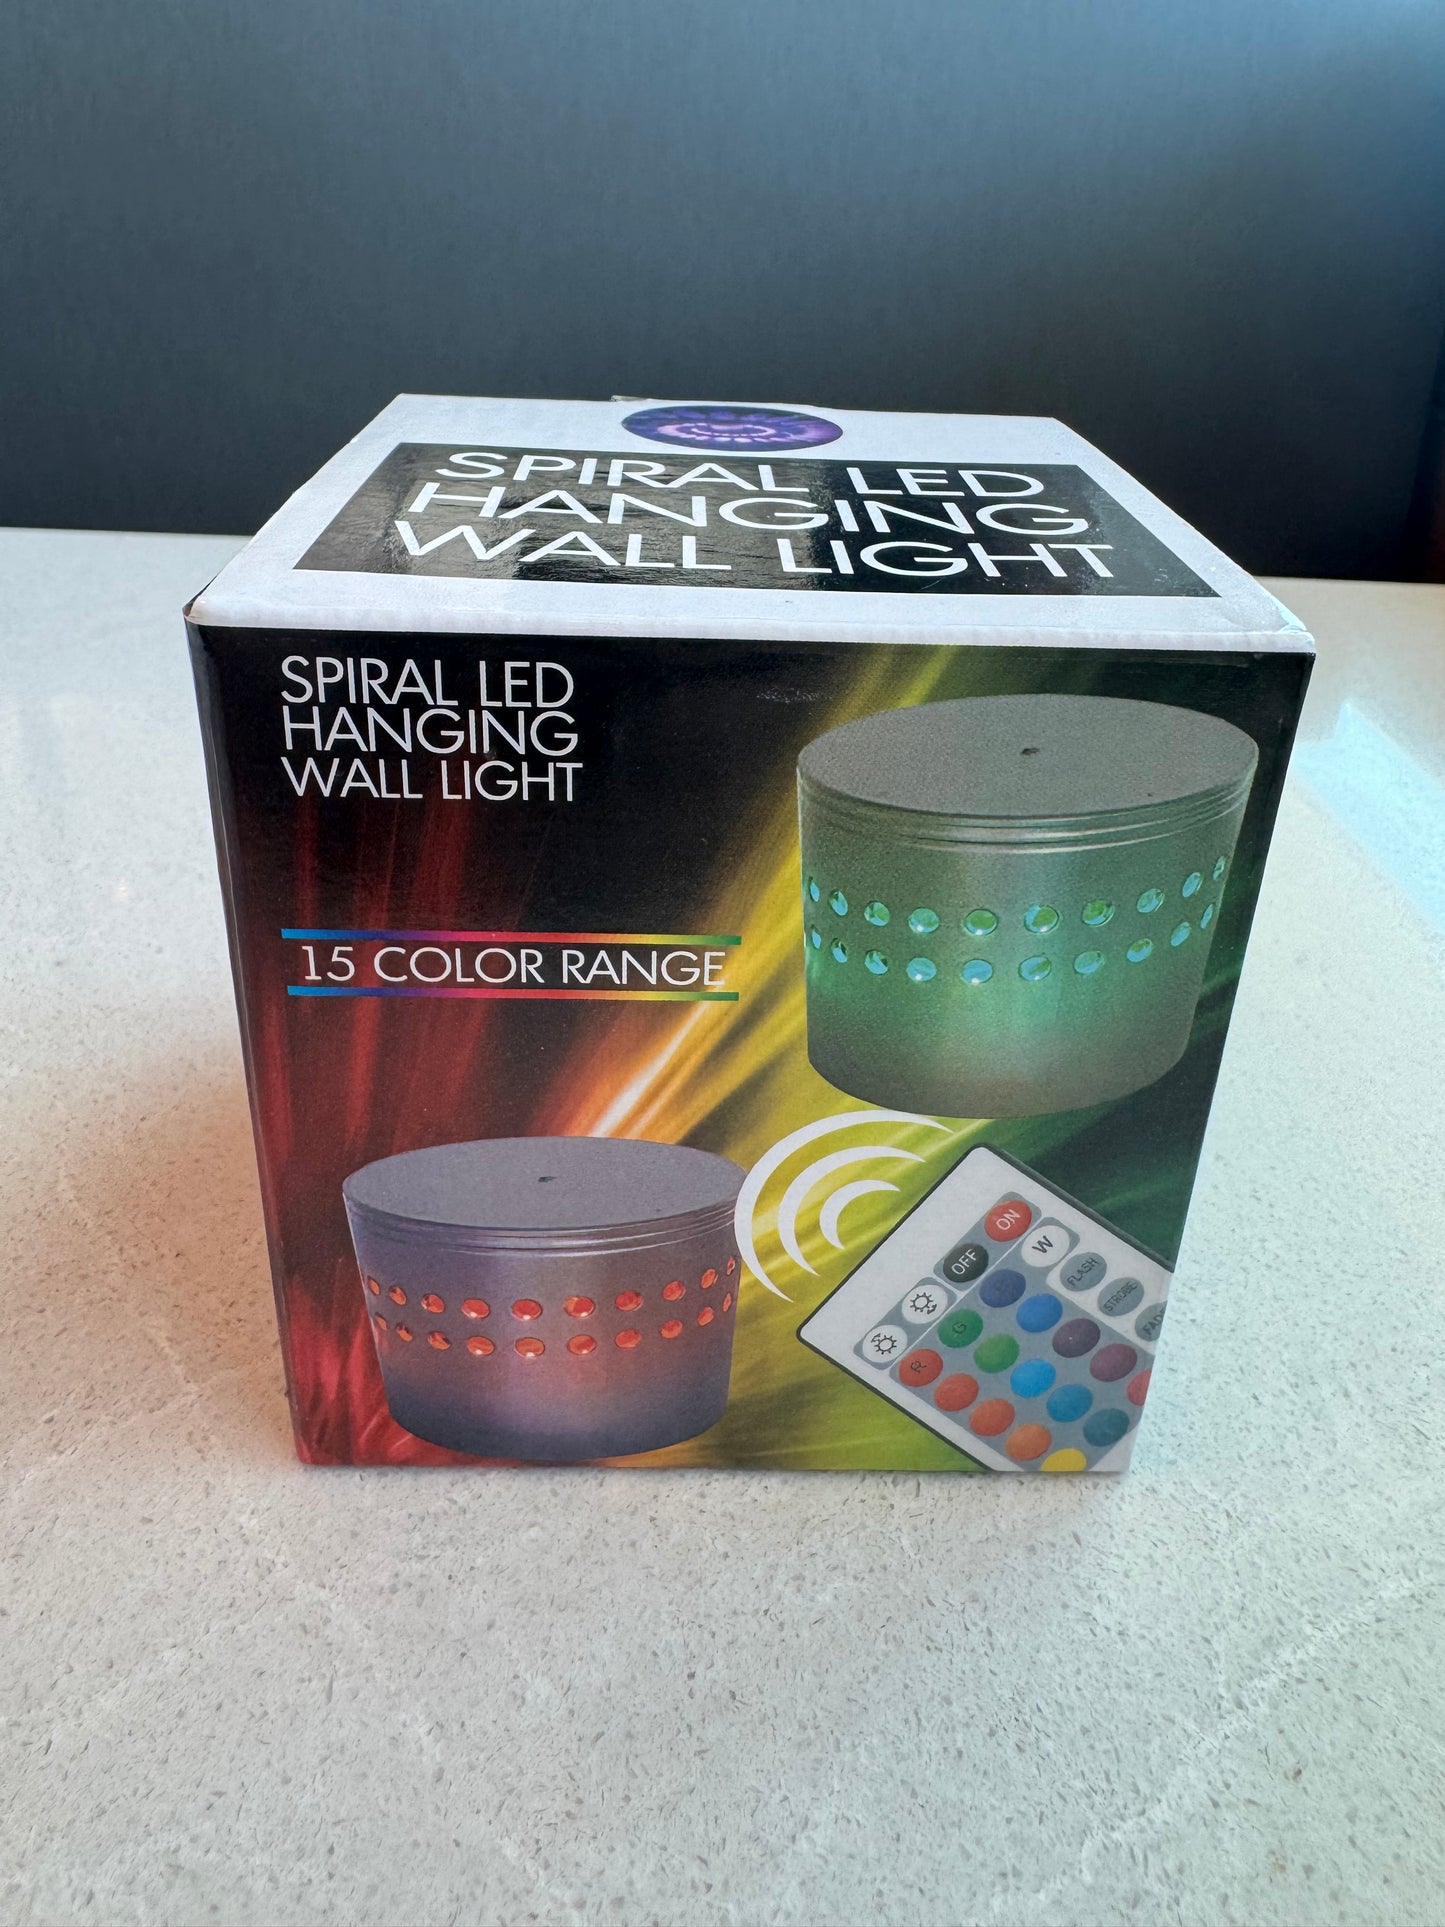 SPIRAL LED
HANGING
WALL LIGHT
SPIRAL LED
HANGING
WALL LIGHT
15 COLOR RANGE
ON
OFF
W
FLASH
STROBE
G
R